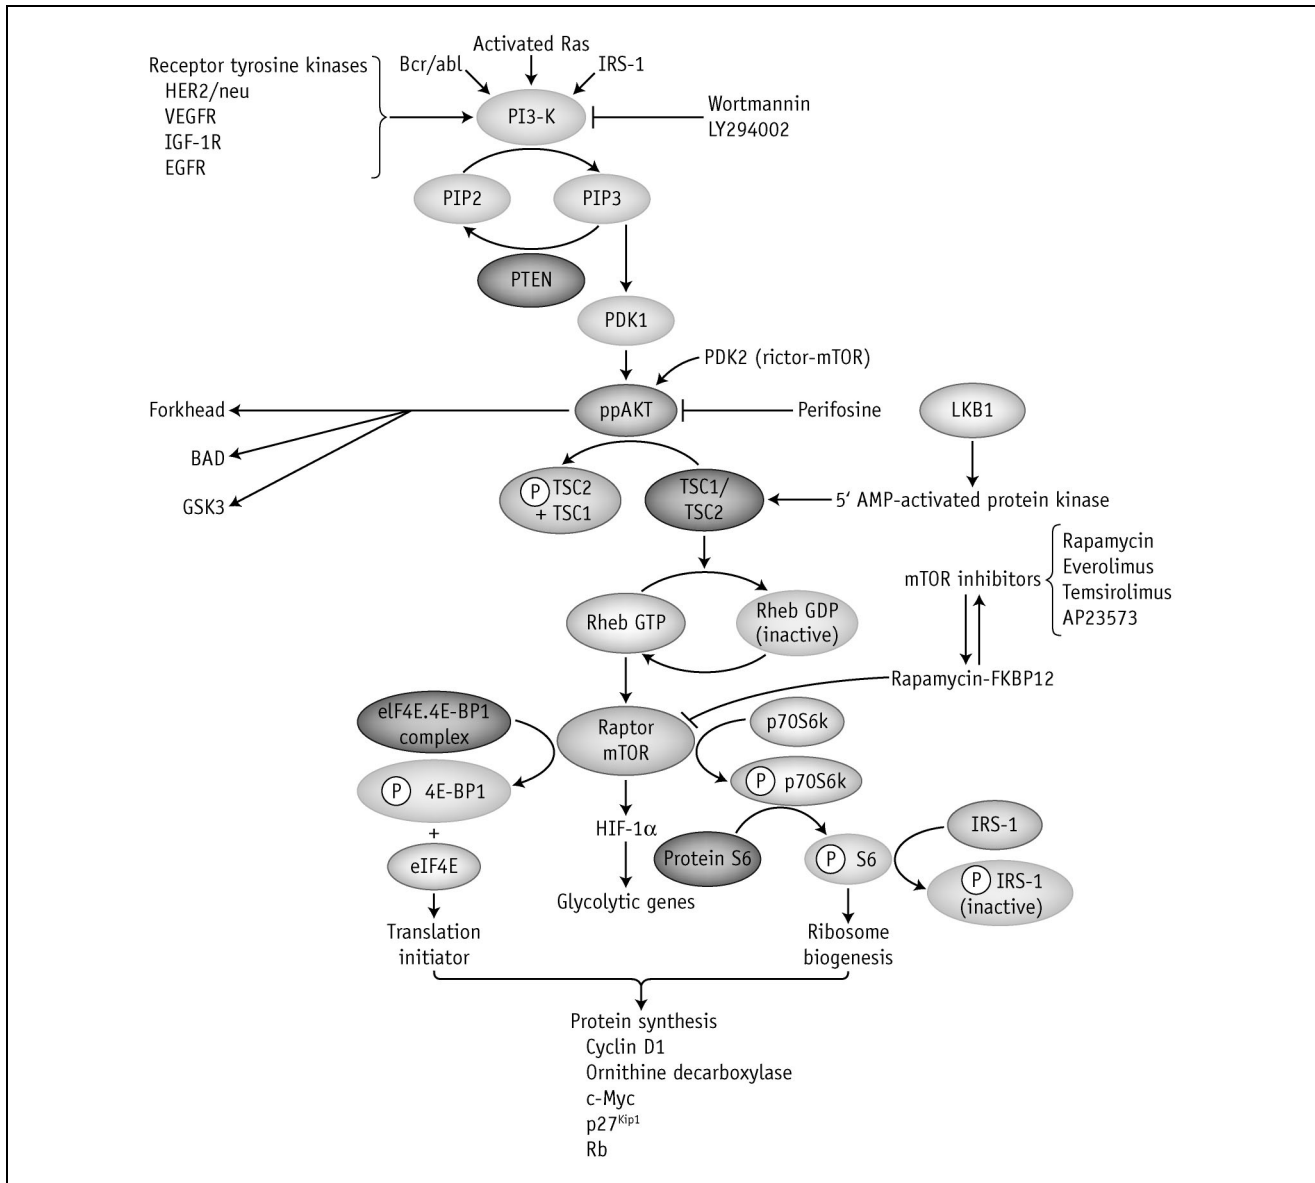 Activated Ras
Bcr/abl
IRS-1
Receptor tyrosine kinases
HER2/neu
VEGFR
IGF-1R
EGFR
PI3-K
Wortmannin
LY294002
PIP2
PIP3
PTEN
PDK1
PDK2 (rictor-mTOR)
Forkhead
ppAKT
Perifosine
LKB1
BAD
GSK3
P TSC2
+ TSC1
TSC1/
TSC2
5‘ AMP-activated protein kinase
mTOR inhibitors
Rapamycin
Everolimus
Temsirolimus
AP23573
Rheb GTP
Rheb GDP
(inactive)
Rapamycin-FKBP12
elF4E.4E-BP1
complex
Raptor
mTOR
p70S6k
P 4E-BP1
P p70S6k
+
eIF4E
HIF-1α
Protein S6
P S6
IRS-1
P IRS-1
(inactive)
Glycolytic genes
Translation
initiator
Ribosome
biogenesis
Protein synthesis
Cyclin D1
Ornithine decarboxylase
c-Myc
p27Kip1
Rb